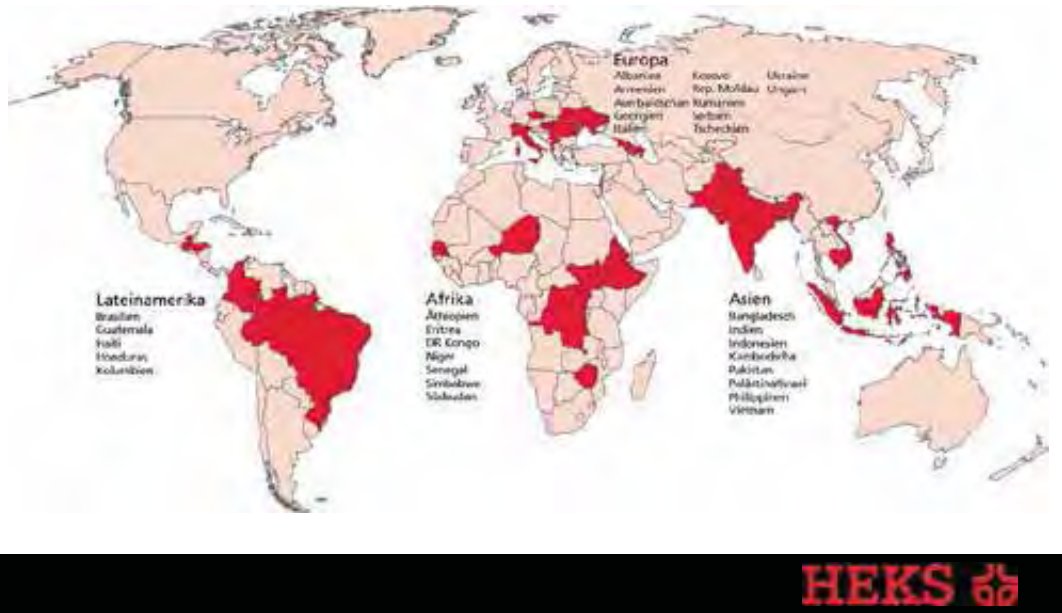 Europa
Albanien Kosovo Ukraine
Armenien Rep. Moldau Ungarn
Aserbaidschan Rumänien
Georgien Serbien
Italien Tschechien
Lateinamerika
Brasilien
Guatemala
Haiti
Honduras
Kolumbien
Afrika
Äthiopien
Eritrea
DR Kongo
Niger
Senegal
Simbabwe
Südsudan
Asien
Bangladesch
Indien
Indonesien
Kambodscha
Pakistan
Palästina/Israel
Philippinen
Vietnam
HEKS